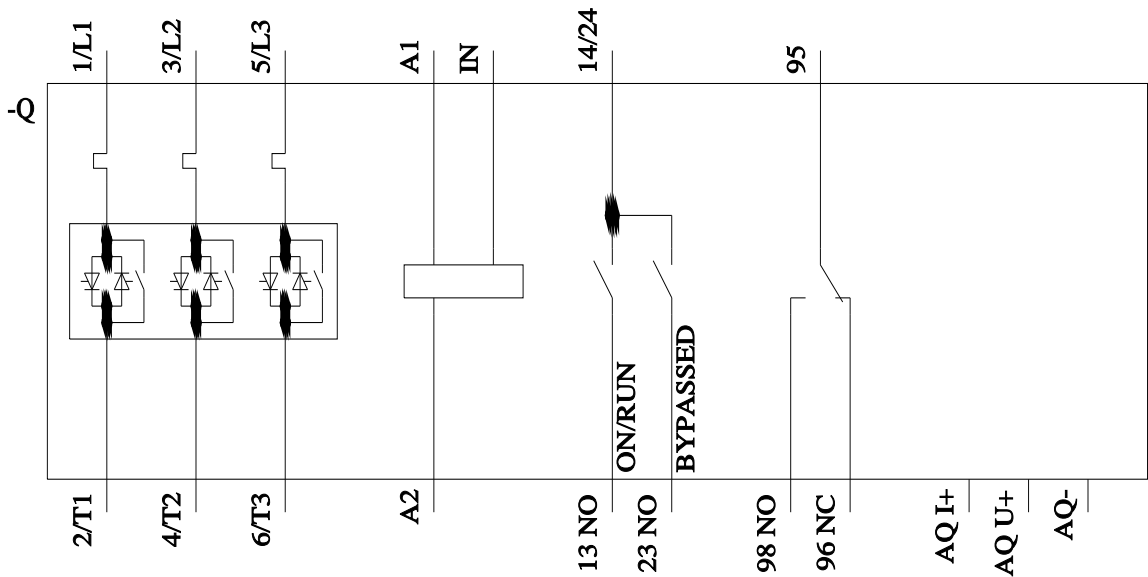 1/L1
3/L2
5/L3
A1
IN
14/24
95
-Q
ON/RUN
BYPASSED
2/T1
4/T2
6/T3
A2
13 NO
23 NO
98 NO
96 NC
AQ I+
AQ U+
AQ-